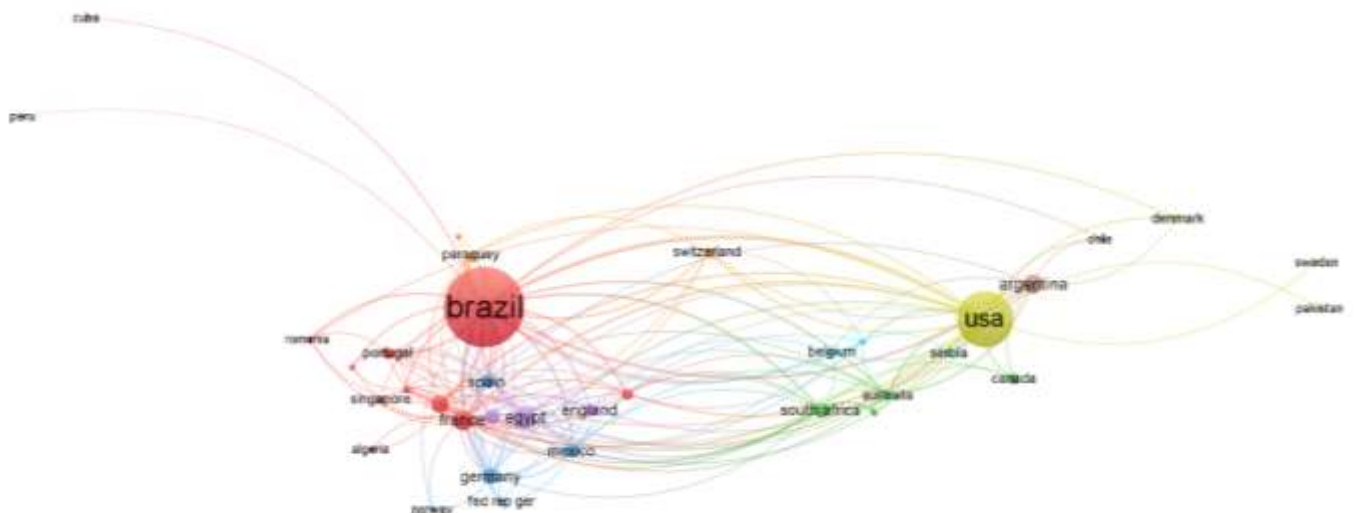 cuba
peru
denmark
chile
paraguay
switzerland
sweden
argentina
brazil
pakistan
usa
romania
portugal
belgium
serbia
spain
canada
singapore
australia
south africa
england
egypt
france
algeria
mexico
germany
fed rep ger
norway